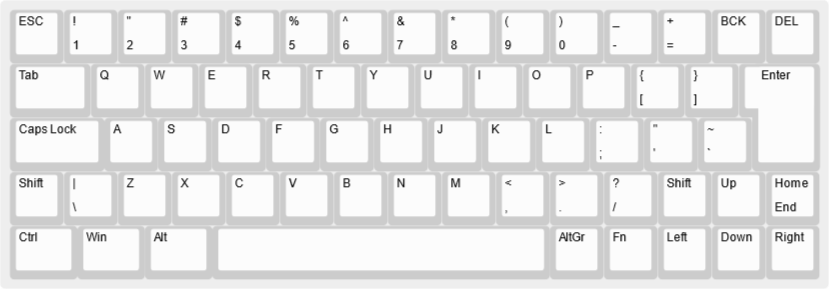 ESC ! " # $ % ^ & * ( ) _ + BCK DEL
1 2 3 4 5 6 7 8 9 0 - =
Tab Q W E R T Y U I O P { } Enter
[ ]
Caps Lock A S D F G H J K L : " ~
; ' `
Shift | Z X C V B N M < > ? Shift Up Home
\ , . / End
Ctrl Win Alt AltGr Fn Left Down Right